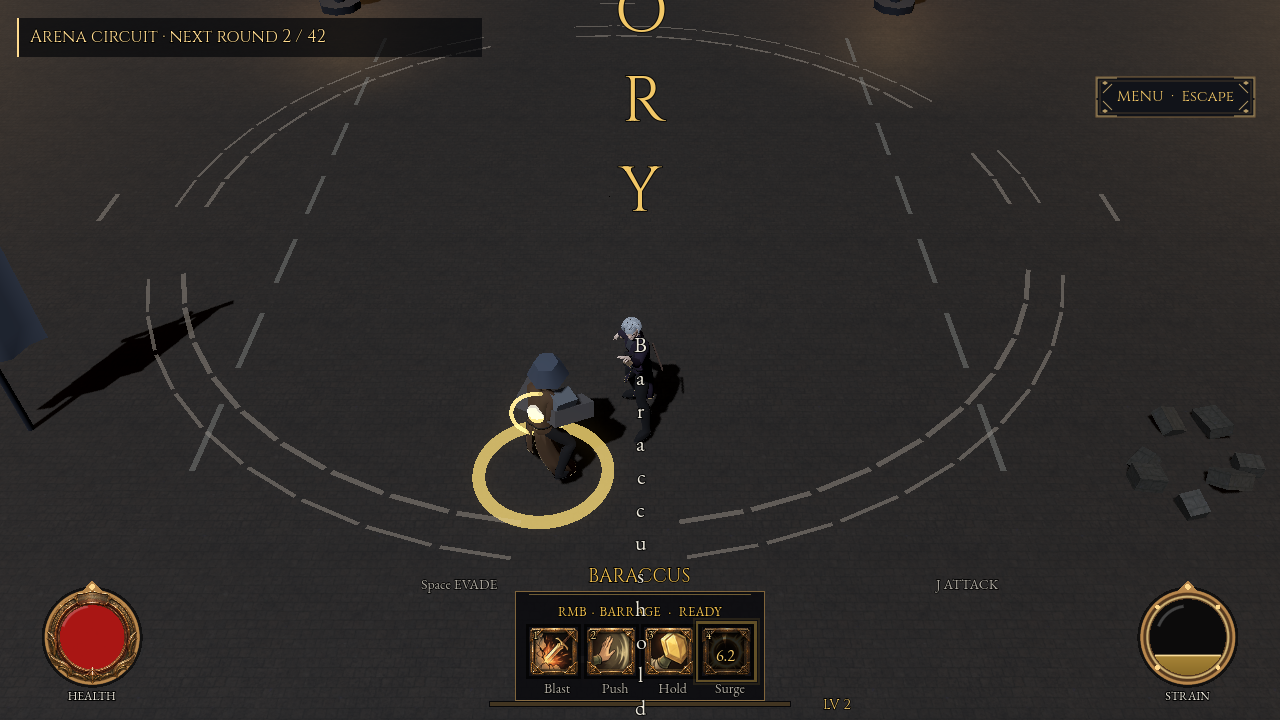 ARENA CIRCUIT · NEXT ROUND 2 / 42
O
R
Y
MENU · ESCAPE
B
a
r
a
c
c
u
s
h
o
l
d
Space EVADE
BARACCUS
J ATTACK
RMB · BARRAGE · READY
1
2
4
6.2
Blast
Push
Hold
Surge
HEALTH
STRAIN
LV 2